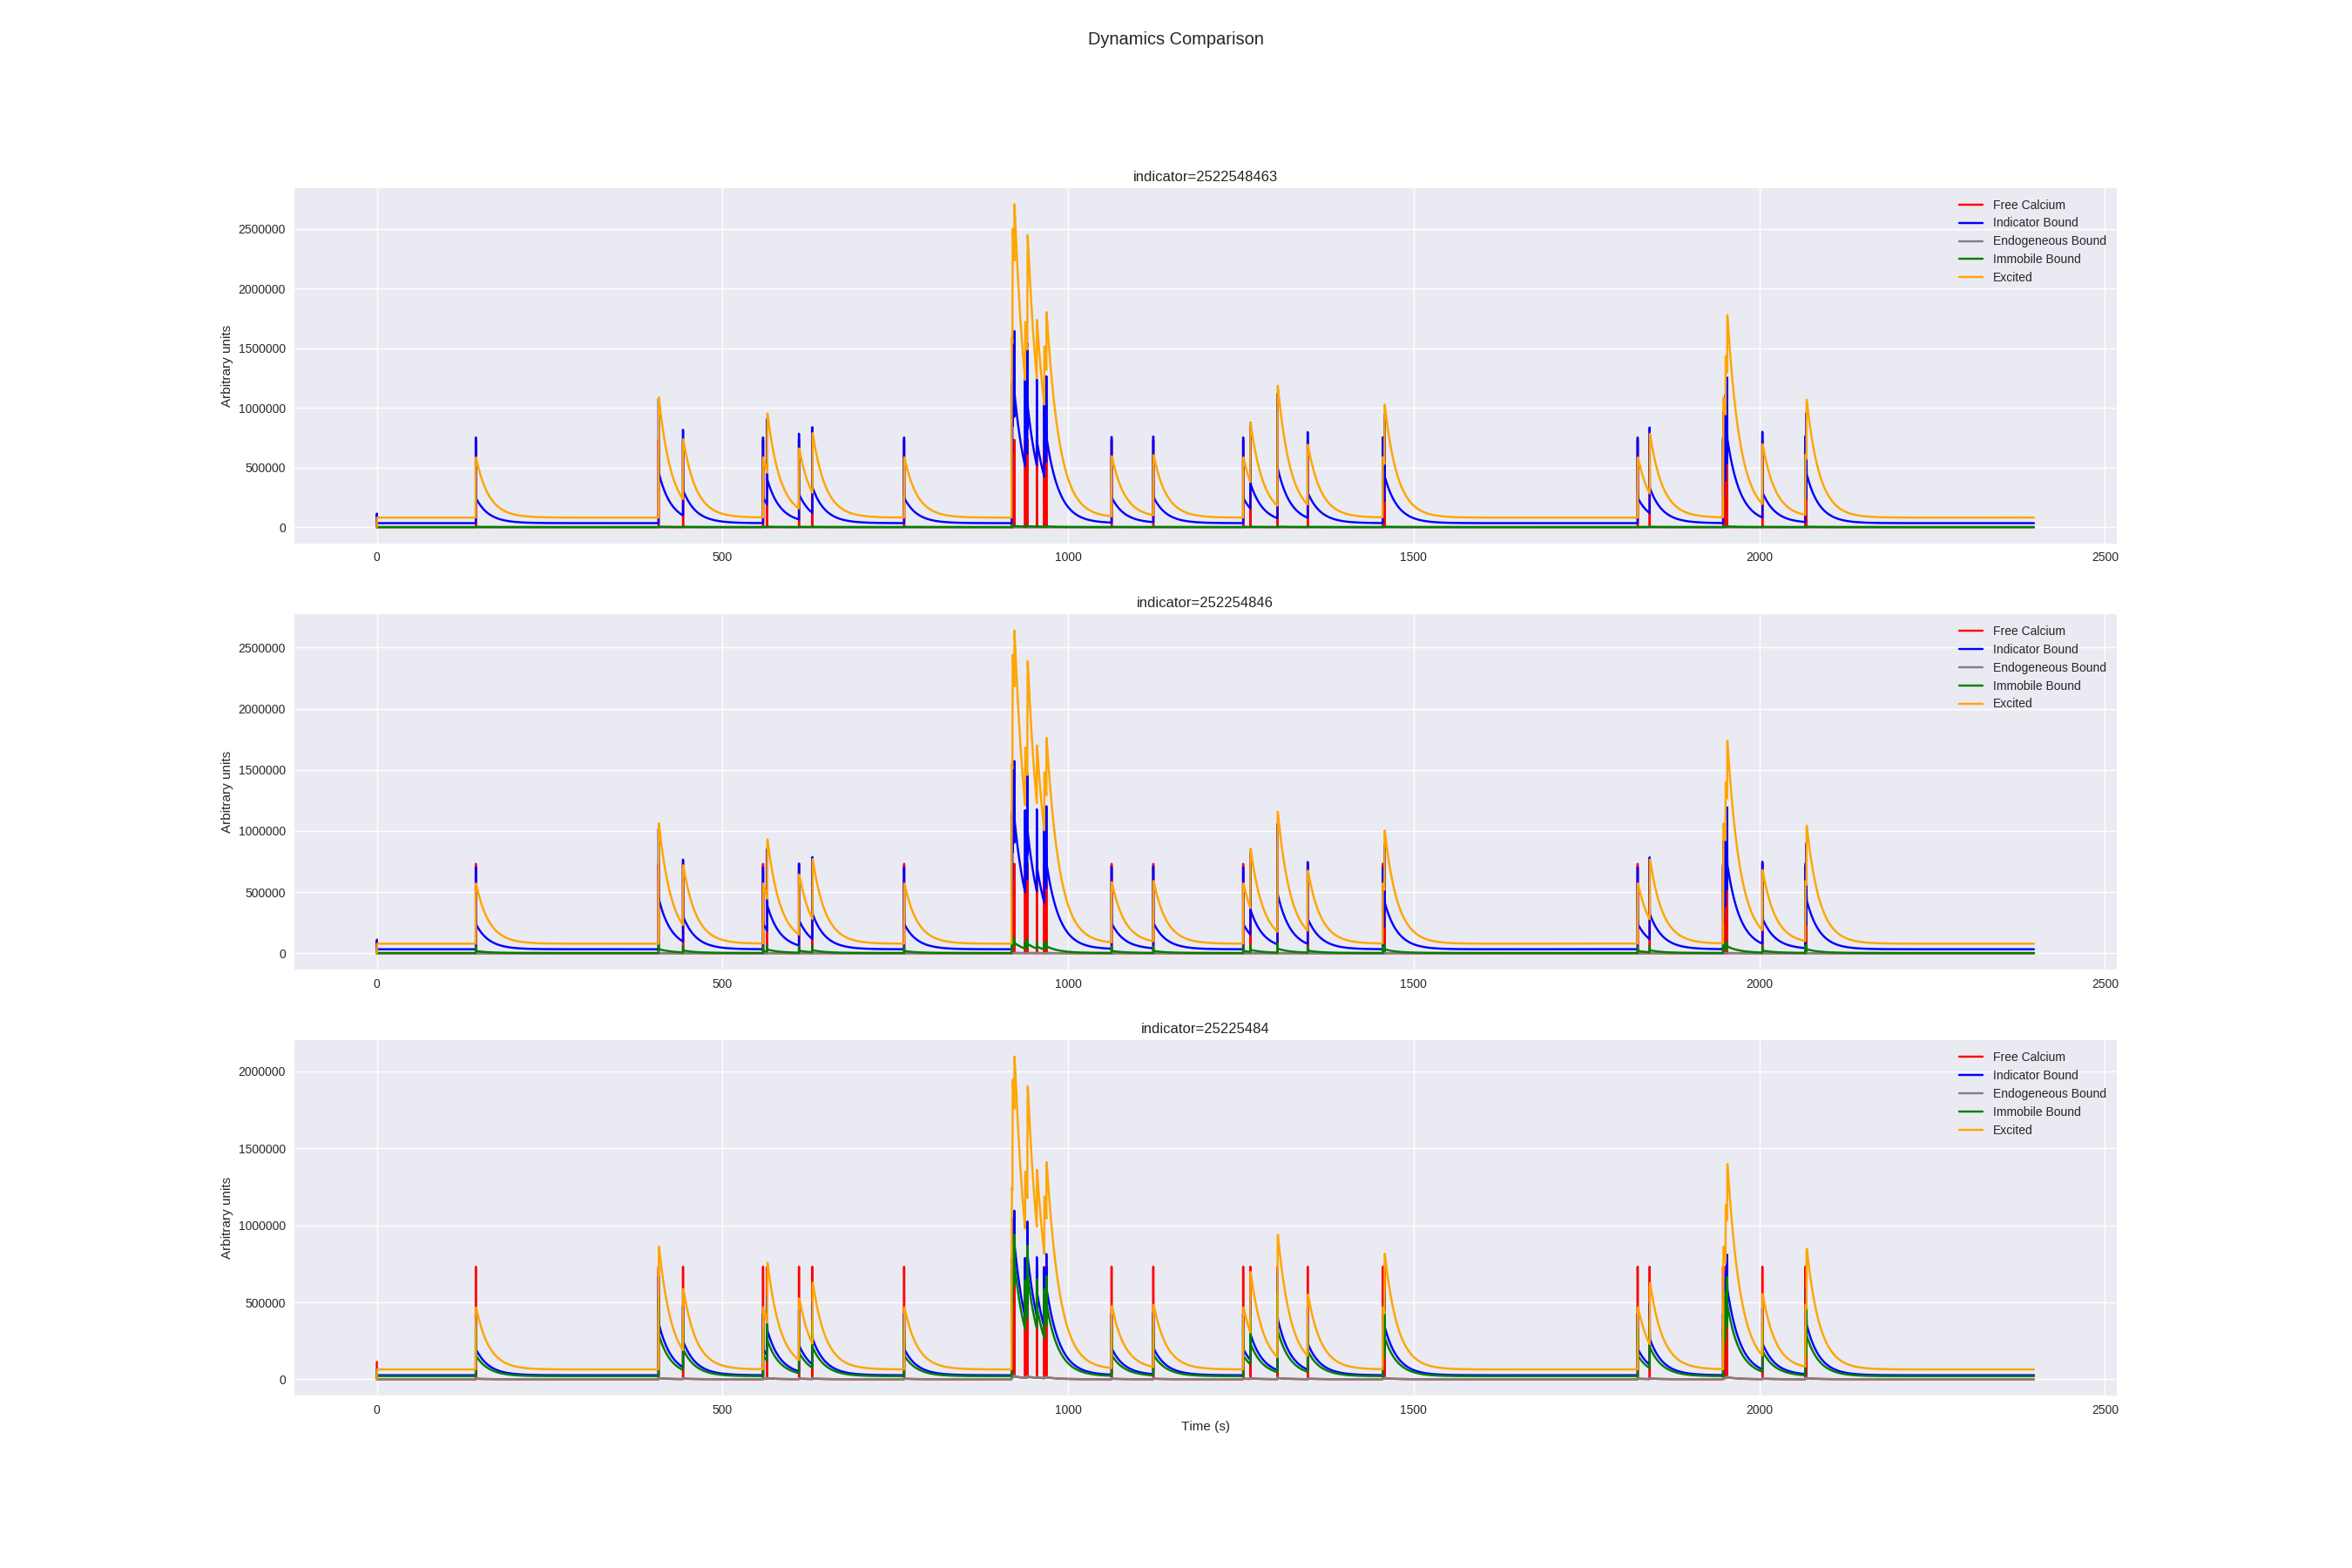 Dynamics Comparison
indicator=2522548463
Free Calcium
Indicator Bound
Endogeneous Bound
Immobile Bound
Excited
2500000
2000000
1500000
1000000
500000
0
Arbitrary units
0 500 1000 1500 2000 2500
indicator=252254846
Free Calcium
Indicator Bound
Endogeneous Bound
Immobile Bound
Excited
2500000
2000000
1500000
1000000
500000
0
Arbitrary units
0 500 1000 1500 2000 2500
indicator=25225484
Free Calcium
Indicator Bound
Endogeneous Bound
Immobile Bound
Excited
2000000
1500000
1000000
500000
0
Arbitrary units
0 500 1000 1500 2000 2500
Time (s)